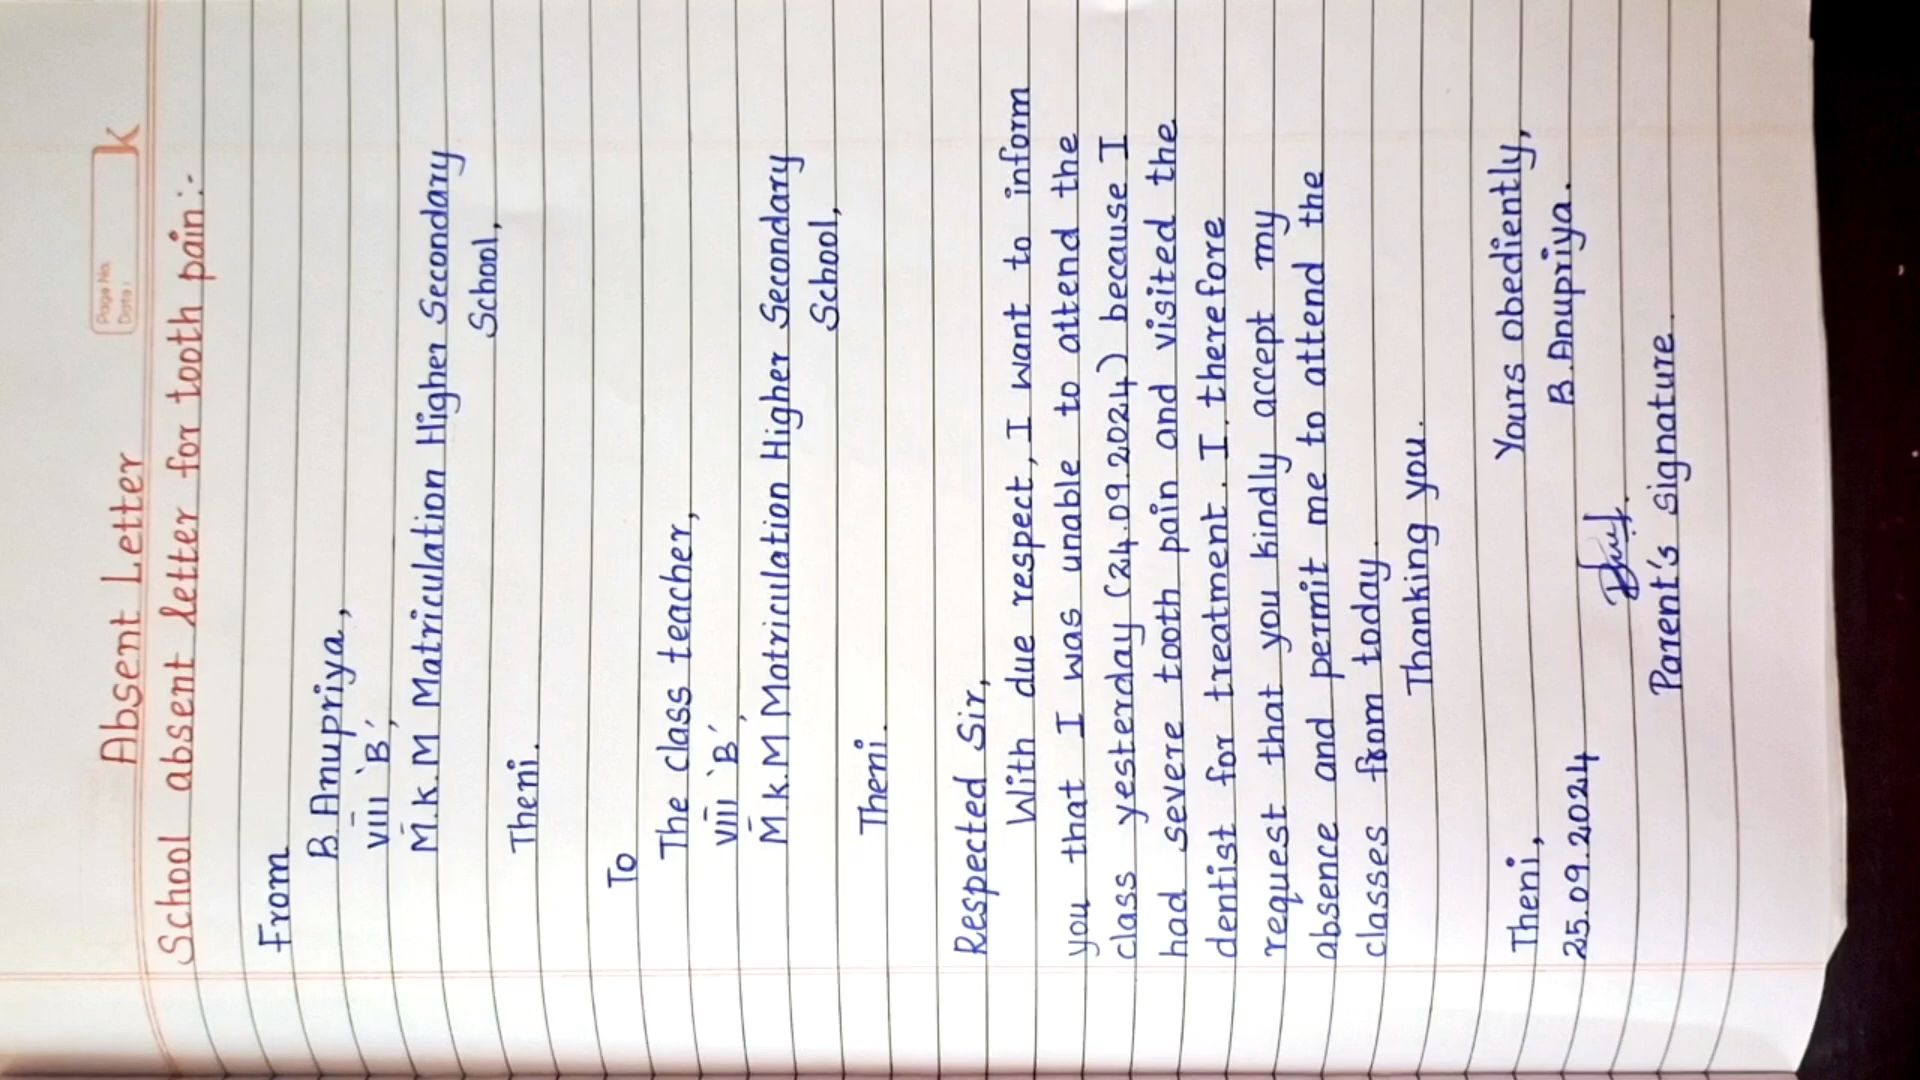 Page No.
Date:
K
Absent Letter
School absent letter for tooth pain:-
From
B. Anupriya,
VIII 'B',
M.K.M Matriculation Higher Secondary
School,
Theni.
To
The class teacher,
VIII 'B',
M.K.M Matriculation Higher Secondary
School,
Theni.
Respected Sir,
With due respect, I want to inform
you that I was unable to attend the
class yesterday (24.09.2024) because I
had severe tooth pain and visited the
dentist for treatment. I therefore
request that you kindly accept my
absence and permit me to attend the
classes from today.
Thanking you.
Theni,
Yours obediently,
25.09.2024
B. Anupriya.
Parent's signature.